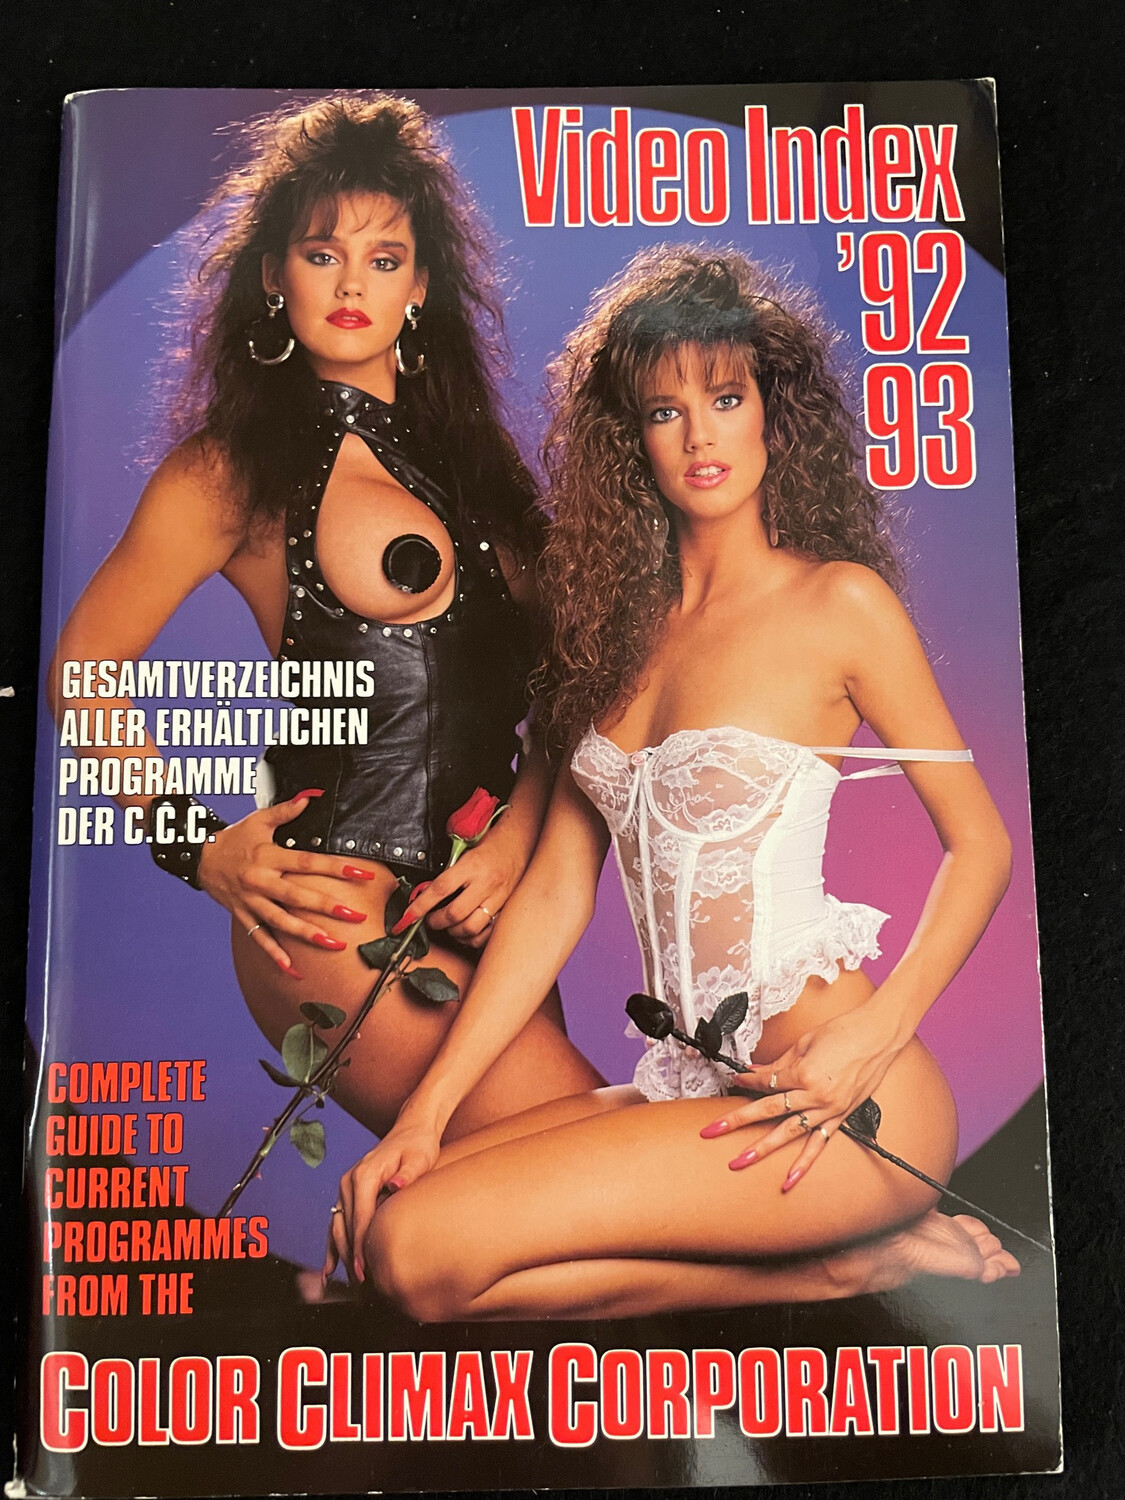 Video Index
'92
93
GESAMTVERZEICHNIS
ALLER ERHÄLTLICHEN
PROGRAMME
DER C.C.C.
COMPLETE
GUIDE TO
CURRENT
PROGRAMMES
FROM THE
COLOR CLIMAX CORPORATION